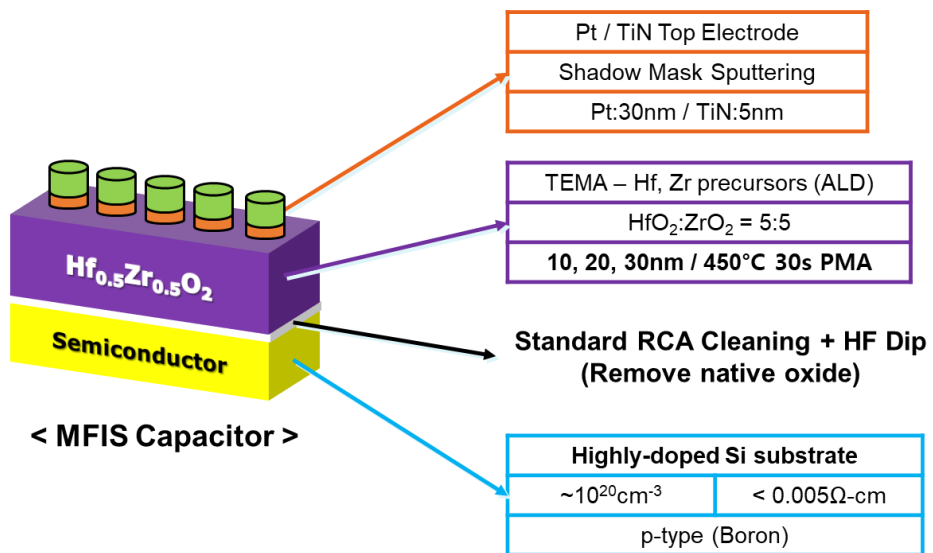 Pt / TiN Top Electrode
Shadow Mask Sputtering
Pt:30nm / TiN:5nm
TEMA – Hf, Zr precursors (ALD)
HfO₂:ZrO₂ = 5:5
10, 20, 30nm / 450°C 30s PMA
Hf₀.₅Zr₀.₅O₂
Semiconductor
Standard RCA Cleaning + HF Dip
(Remove native oxide)
< MFIS Capacitor >
Highly-doped Si substrate
~10²⁰cm⁻³ < 0.005Ω-cm
p-type (Boron)